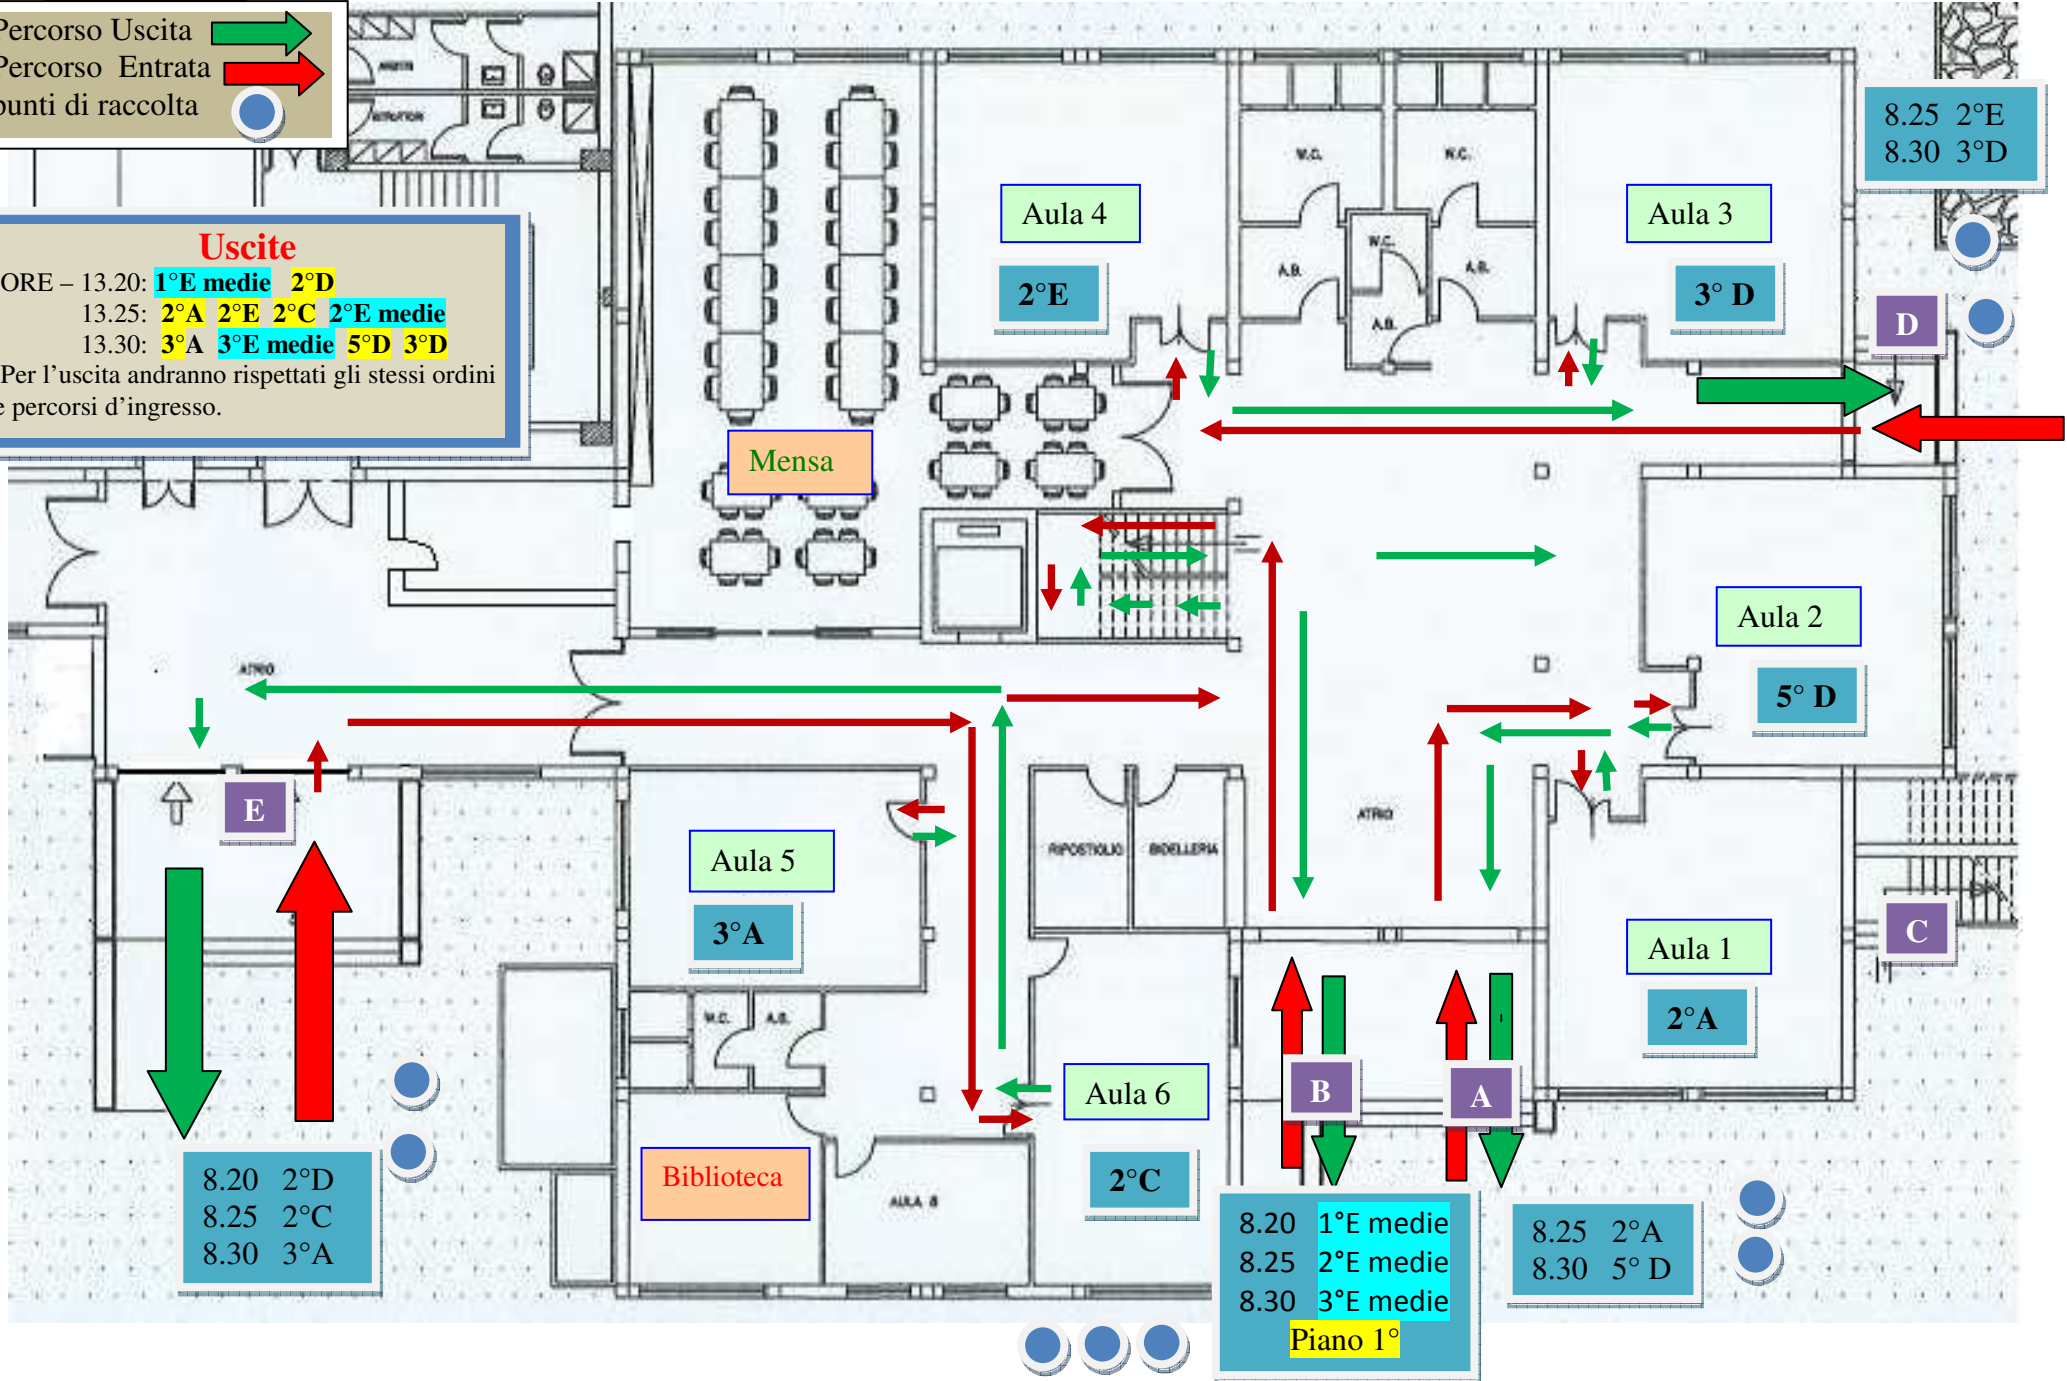 Percorso Uscita
Percorso Entrata
punti di raccolta
Uscite
ORE – 13.20: 1°E medie 2°D
13.25: 2°A 2°E 2°C 2°E medie
13.30: 3°A 3°E medie 5°D 3°D
Per l'uscita andranno rispettati gli stessi ordini
e percorsi d'ingresso.
8.25 2°E
8.30 3°D
W.C.
W.C.
Aula 4
Aula 3
W.C.
A.B.
A.B.
2°E
3° D
A.B.
D
Mensa
Aula 2
ATRIO
5° D
E
ATRIO
RIPOSTIGLIO
BIDELLERIA
Aula 5
3°A
Aula 1
C
2°A
W.C.
A.B.
Aula 6
B
A
Biblioteca
2°C
AULA 8
8.20 2°D
8.25 2°C
8.30 3°A
8.20 1°E medie
8.25 2°E medie
8.30 3°E medie
Piano 1°
8.25 2°A
8.30 5° D